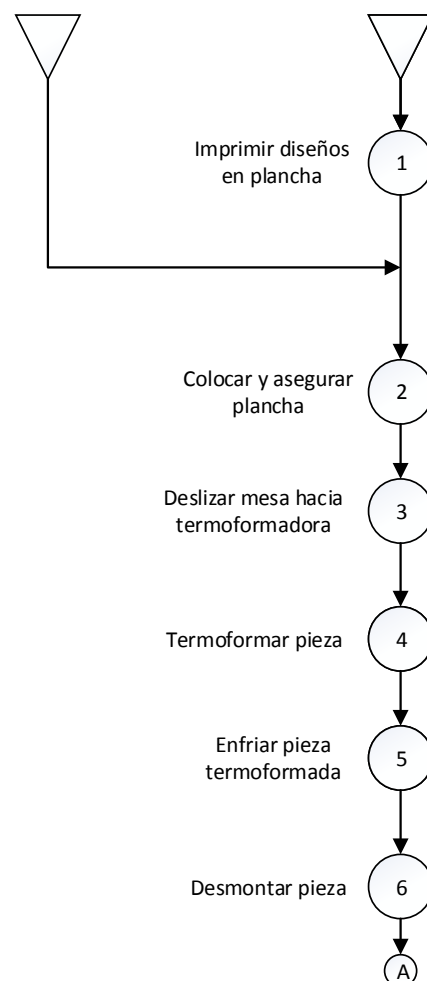 Imprimir diseños
en plancha
1
Colocar y asegurar
plancha
2
Deslizar mesa hacia
termoformadora
3
Termoformar pieza
4
Enfriar pieza
termoformada
5
Desmontar pieza
6
A